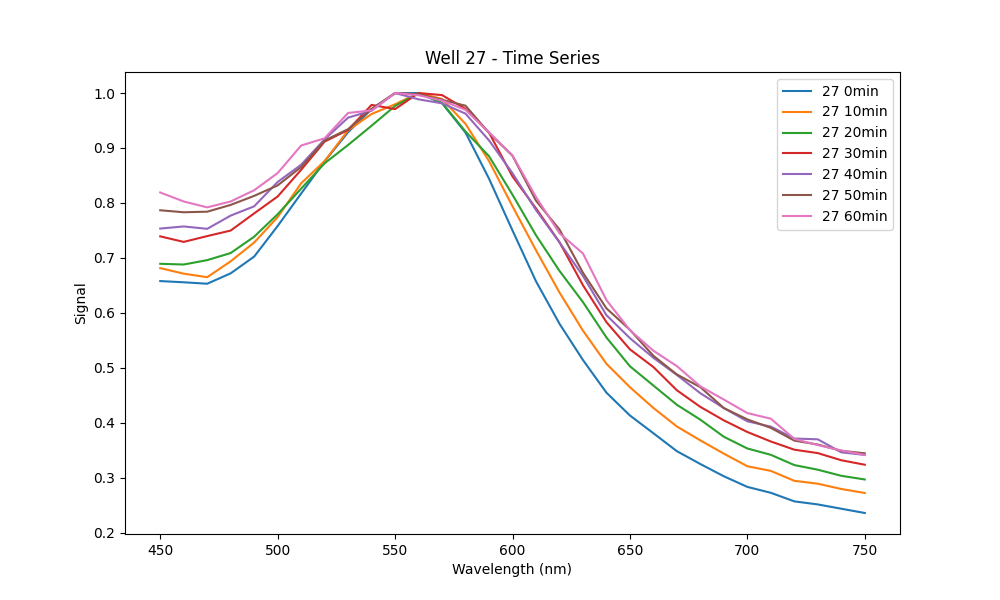 Well 27 - Time Series
Signal
1.0
0.9
0.8
0.7
0.6
0.5
0.4
0.3
0.2
27 0min
27 10min
27 20min
27 30min
27 40min
27 50min
27 60min
450 500 550 600 650 700 750
Wavelength (nm)